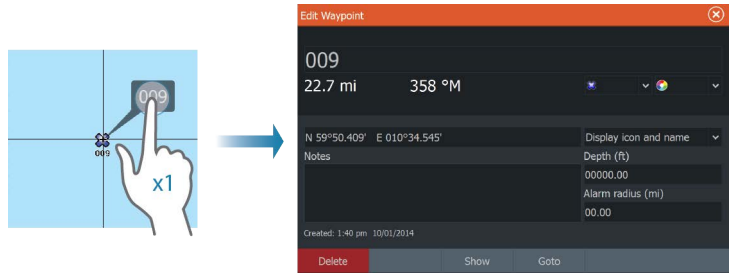 009
009
x1
Edit Waypoint
009
22.7 mi 358 °M
N 59°50.409' E 010°34.545' Display icon and name
Notes Depth (ft)
00000.00
Alarm radius (mi)
00.00
Created: 1:40 pm 10/01/2014
Delete Show Goto